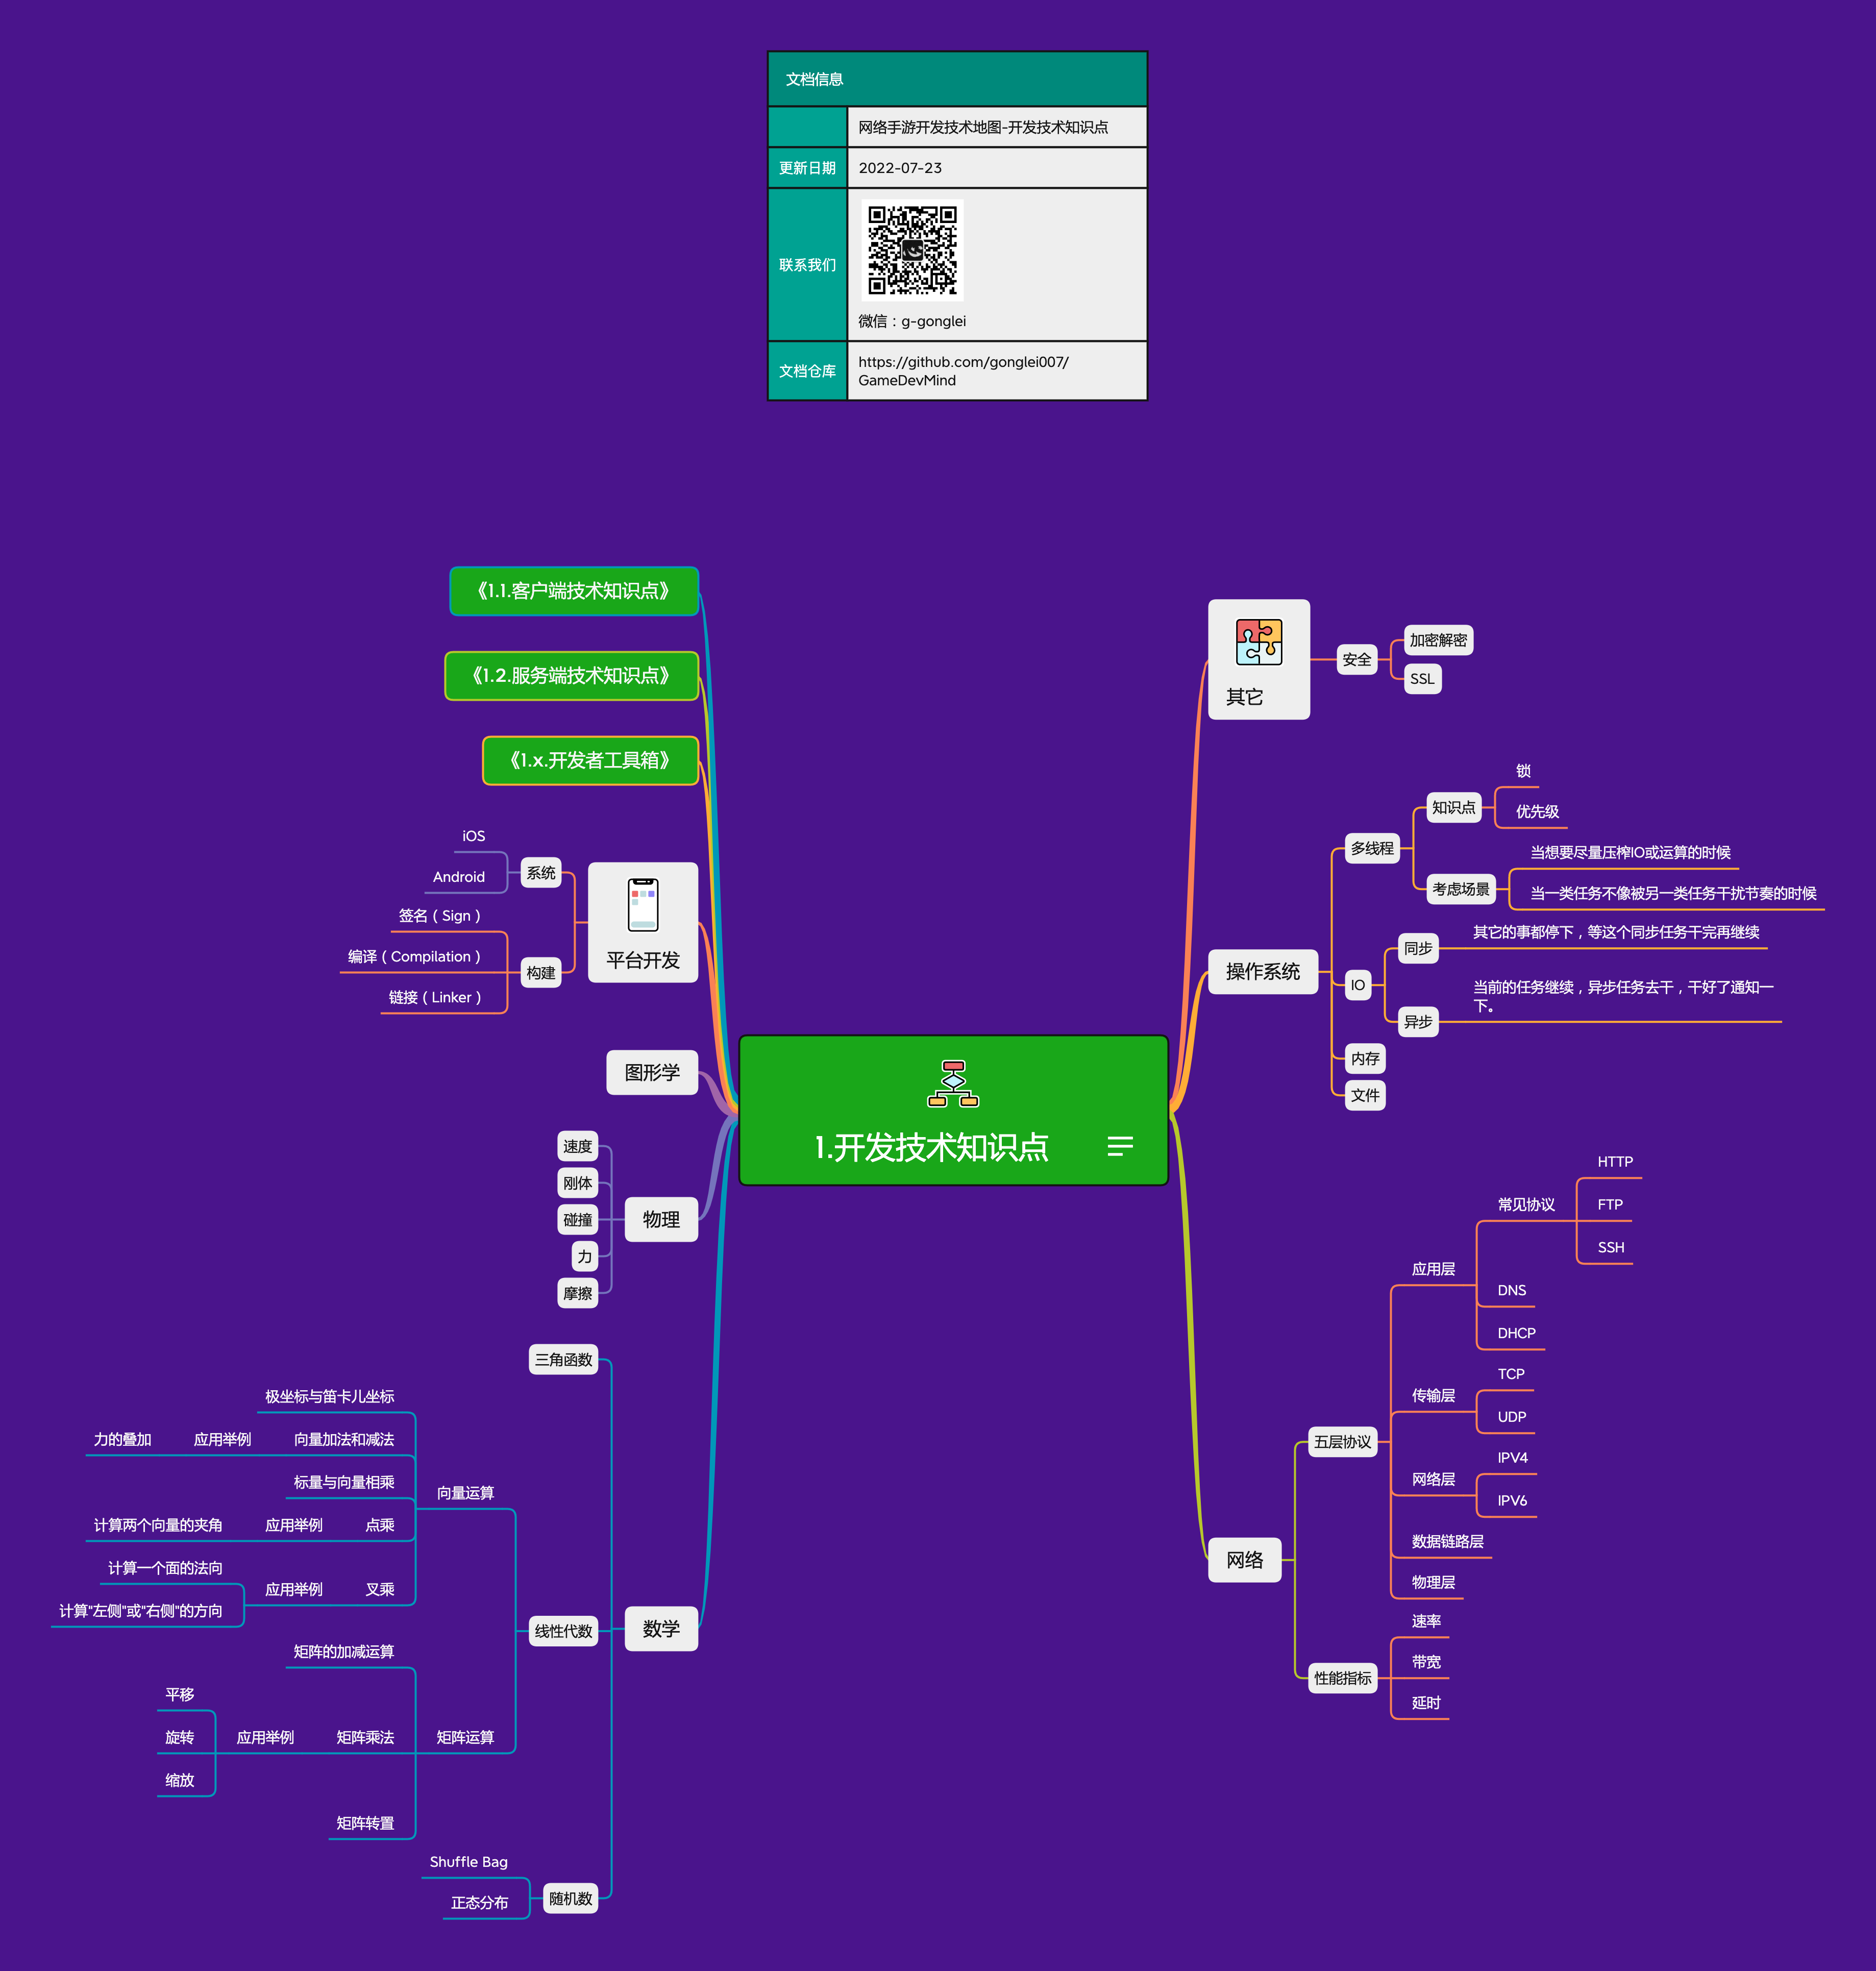 文档信息
网络手游开发技术地图-开发技术知识点
更新日期
2022-07-23
联系我们
微信：g-gonglei
文档仓库
https://github.com/gonglei007/
GameDevMind
《1.1.客户端技术知识点》
《1.2.服务端技术知识点》
《1.x.开发者工具箱》
iOS
Android
系统
签名（Sign）
编译（Compilation）
链接（Linker）
构建
平台开发
图形学
速度
刚体
碰撞
力
摩擦
物理
三角函数
极坐标与笛卡儿坐标
力的叠加
应用举例
向量加法和减法
标量与向量相乘
计算两个向量的夹角
应用举例
点乘
计算一个面的法向
计算“左侧”或“右侧”的方向
应用举例
叉乘
向量运算
矩阵的加减运算
平移
旋转
缩放
应用举例
矩阵乘法
矩阵转置
矩阵运算
线性代数
Shuffle Bag
正态分布
随机数
数学
1.开发技术知识点
其它
安全
加密解密
SSL
操作系统
多线程
知识点
锁
优先级
考虑场景
当想要尽量压榨IO或运算的时候
当一类任务不像被另一类任务干扰节奏的时候
IO
同步
其它的事都停下，等这个同步任务干完再继续
异步
当前的任务继续，异步任务去干，干好了通知一
下。
内存
文件
网络
五层协议
应用层
常见协议
HTTP
FTP
SSH
DNS
DHCP
传输层
TCP
UDP
网络层
IPV4
IPV6
数据链路层
物理层
性能指标
速率
带宽
延时